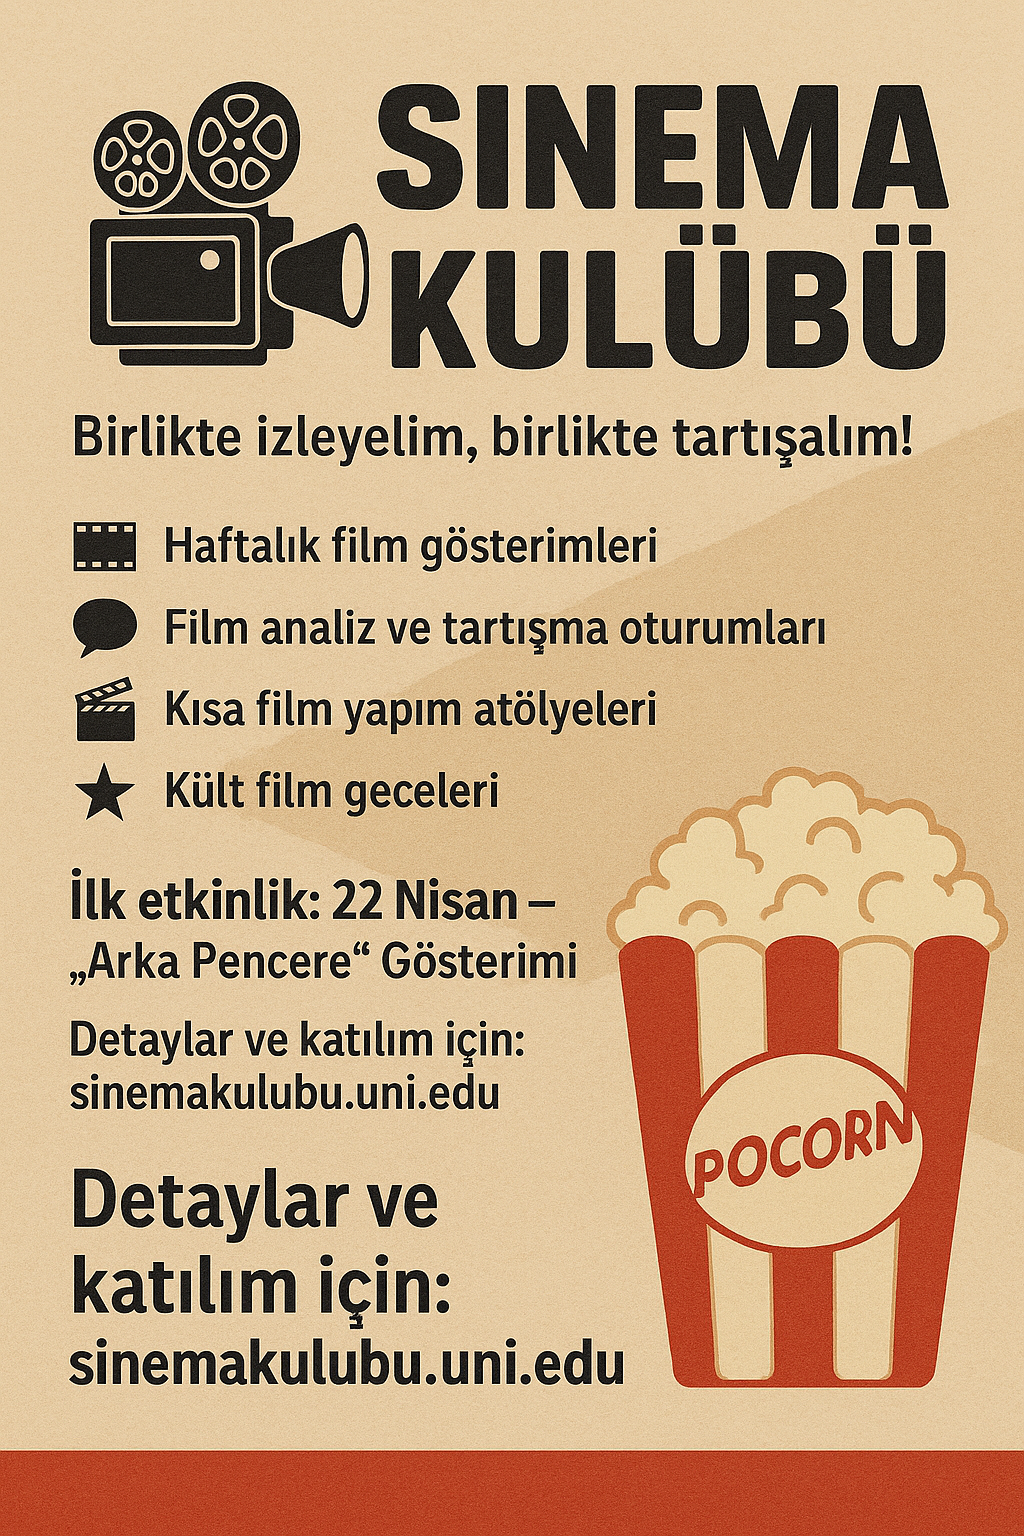 SINEMA
KULÜBÜ
Birlikte izleyelim, birlikte tartışalım!
Haftalık film gösterimleri
Film analiz ve tartışma oturumları
Kısa film yapım atölyeleri
Kült film geceleri
İlk etkinlik: 22 Nisan –
„Arka Pencere“ Gösterimi
Detaylar ve katılım için:
sinemakulubu.uni.edu
POCORN
Detaylar ve
katılım için:
sinemakulubu.uni.edu